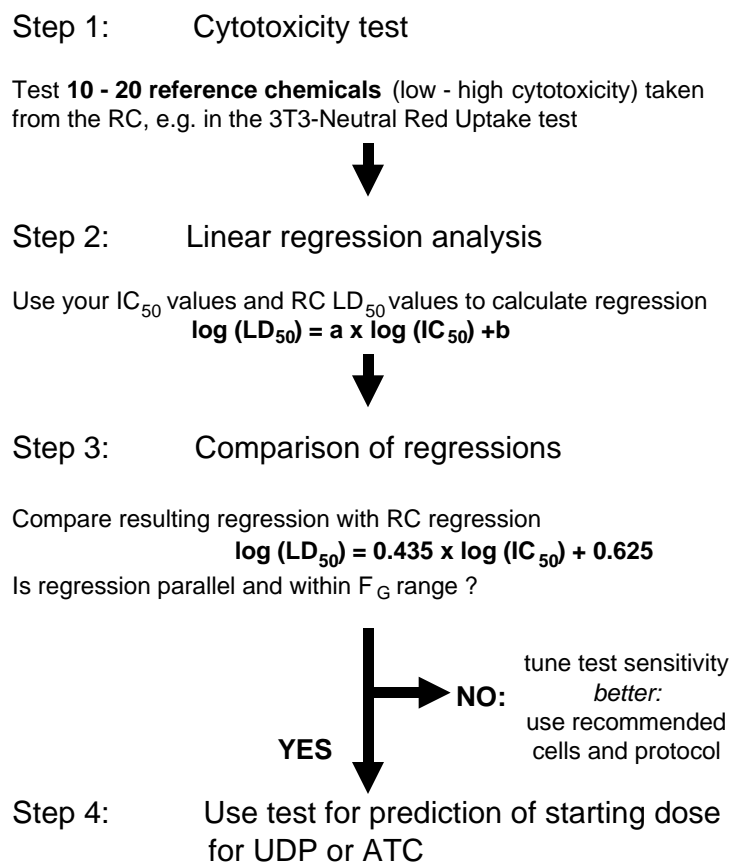 Step 1: Cytotoxicity test
Test 10 - 20 reference chemicals (low - high cytotoxicity) taken
from the RC, e.g. in the 3T3-Neutral Red Uptake test
Step 2: Linear regression analysis
Use your IC50 values and RC LD50 values to calculate regression
log (LD50) = a x log (IC50) +b
Step 3: Comparison of regressions
Compare resulting regression with RC regression
log (LD50) = 0.435 x log (IC50) + 0.625
Is regression parallel and within FG range ?
tune test sensitivity
NO: better:
use recommended
YES cells and protocol
Step 4: Use test for prediction of starting dose
for UDP or ATC